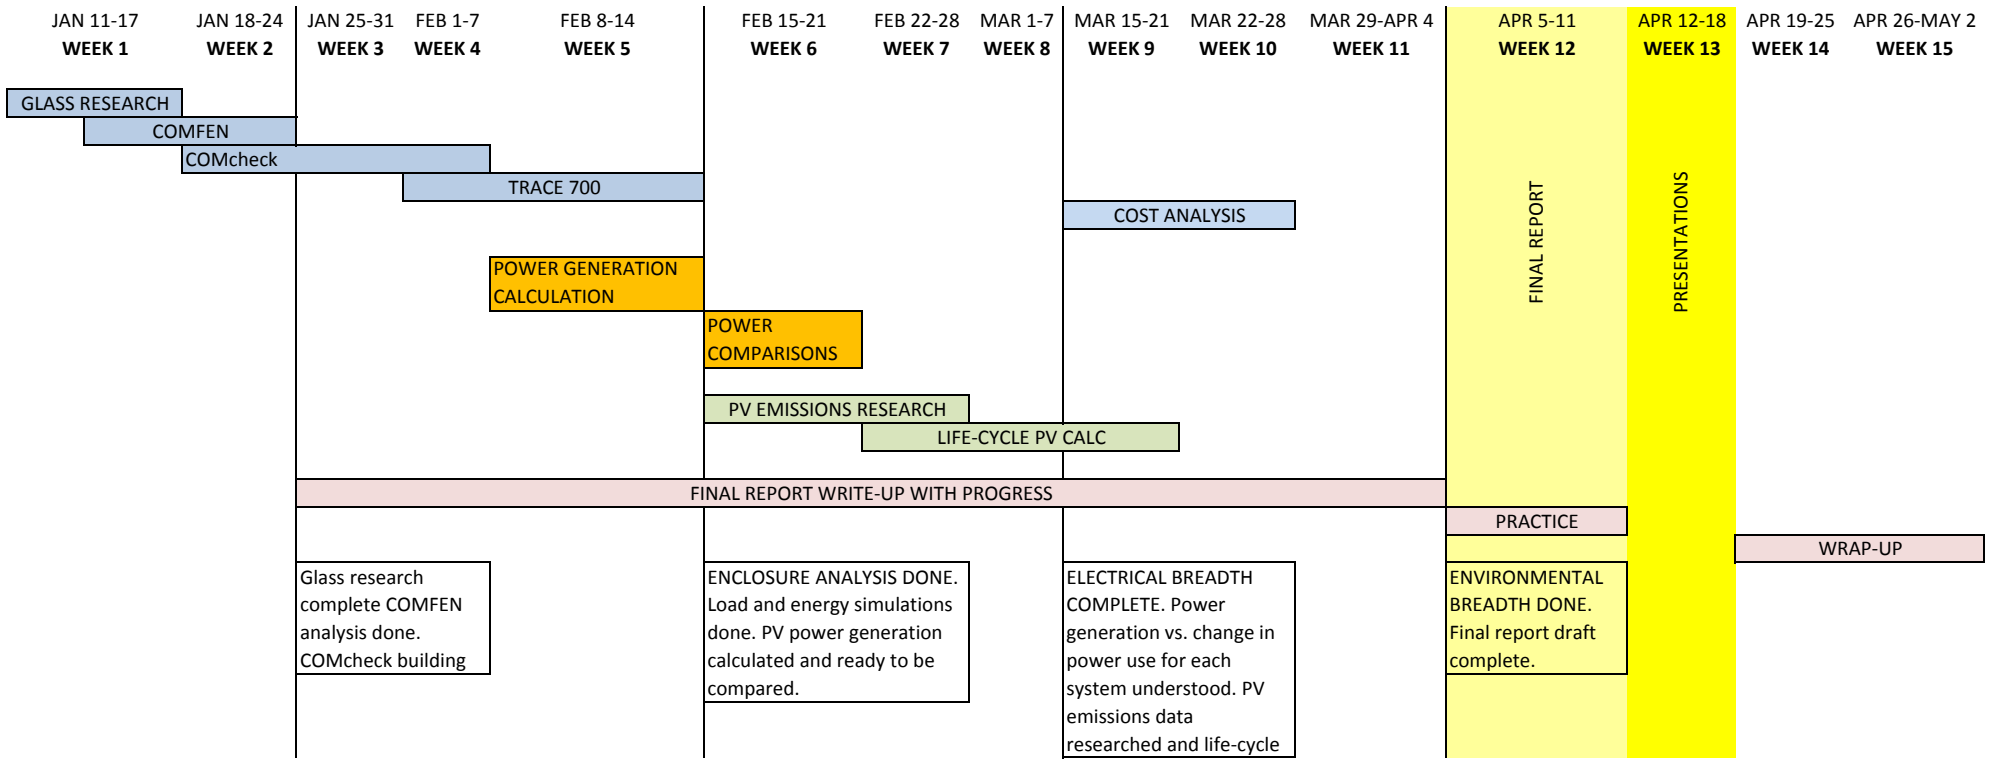 JAN 11-17 JAN 18-24 JAN 25-31 FEB 1-7 FEB 8-14 FEB 15-21 FEB 22-28 MAR 1-7 MAR 15-21 MAR 22-28 MAR 29-APR 4 APR 5-11 APR 12-18 APR 19-25 APR 26-MAY 2
WEEK 1 WEEK 2 WEEK 3 WEEK 4 WEEK 5 WEEK 6 WEEK 7 WEEK 8 WEEK 9 WEEK 10 WEEK 11 WEEK 12 WEEK 13 WEEK 14 WEEK 15
GLASS RESEARCH
COMFEN
COMcheck
TRACE 700
COST ANALYSIS
FINAL REPORT
PRESENTATIONS
POWER GENERATION
CALCULATION
POWER
COMPARISONS
PV EMISSIONS RESEARCH
LIFE-CYCLE PV CALC
FINAL REPORT WRITE-UP WITH PROGRESS
PRACTICE
WRAP-UP
Glass research
complete COMFEN
analysis done.
COMcheck building
ENCLOSURE ANALYSIS DONE.
Load and energy simulations
done. PV power generation
calculated and ready to be
compared.
ELECTRICAL BREADTH
COMPLETE. Power
generation vs. change in
power use for each
system understood. PV
emissions data
researched and life-cycle
ENVIRONMENTAL
BREADTH DONE.
Final report draft
complete.